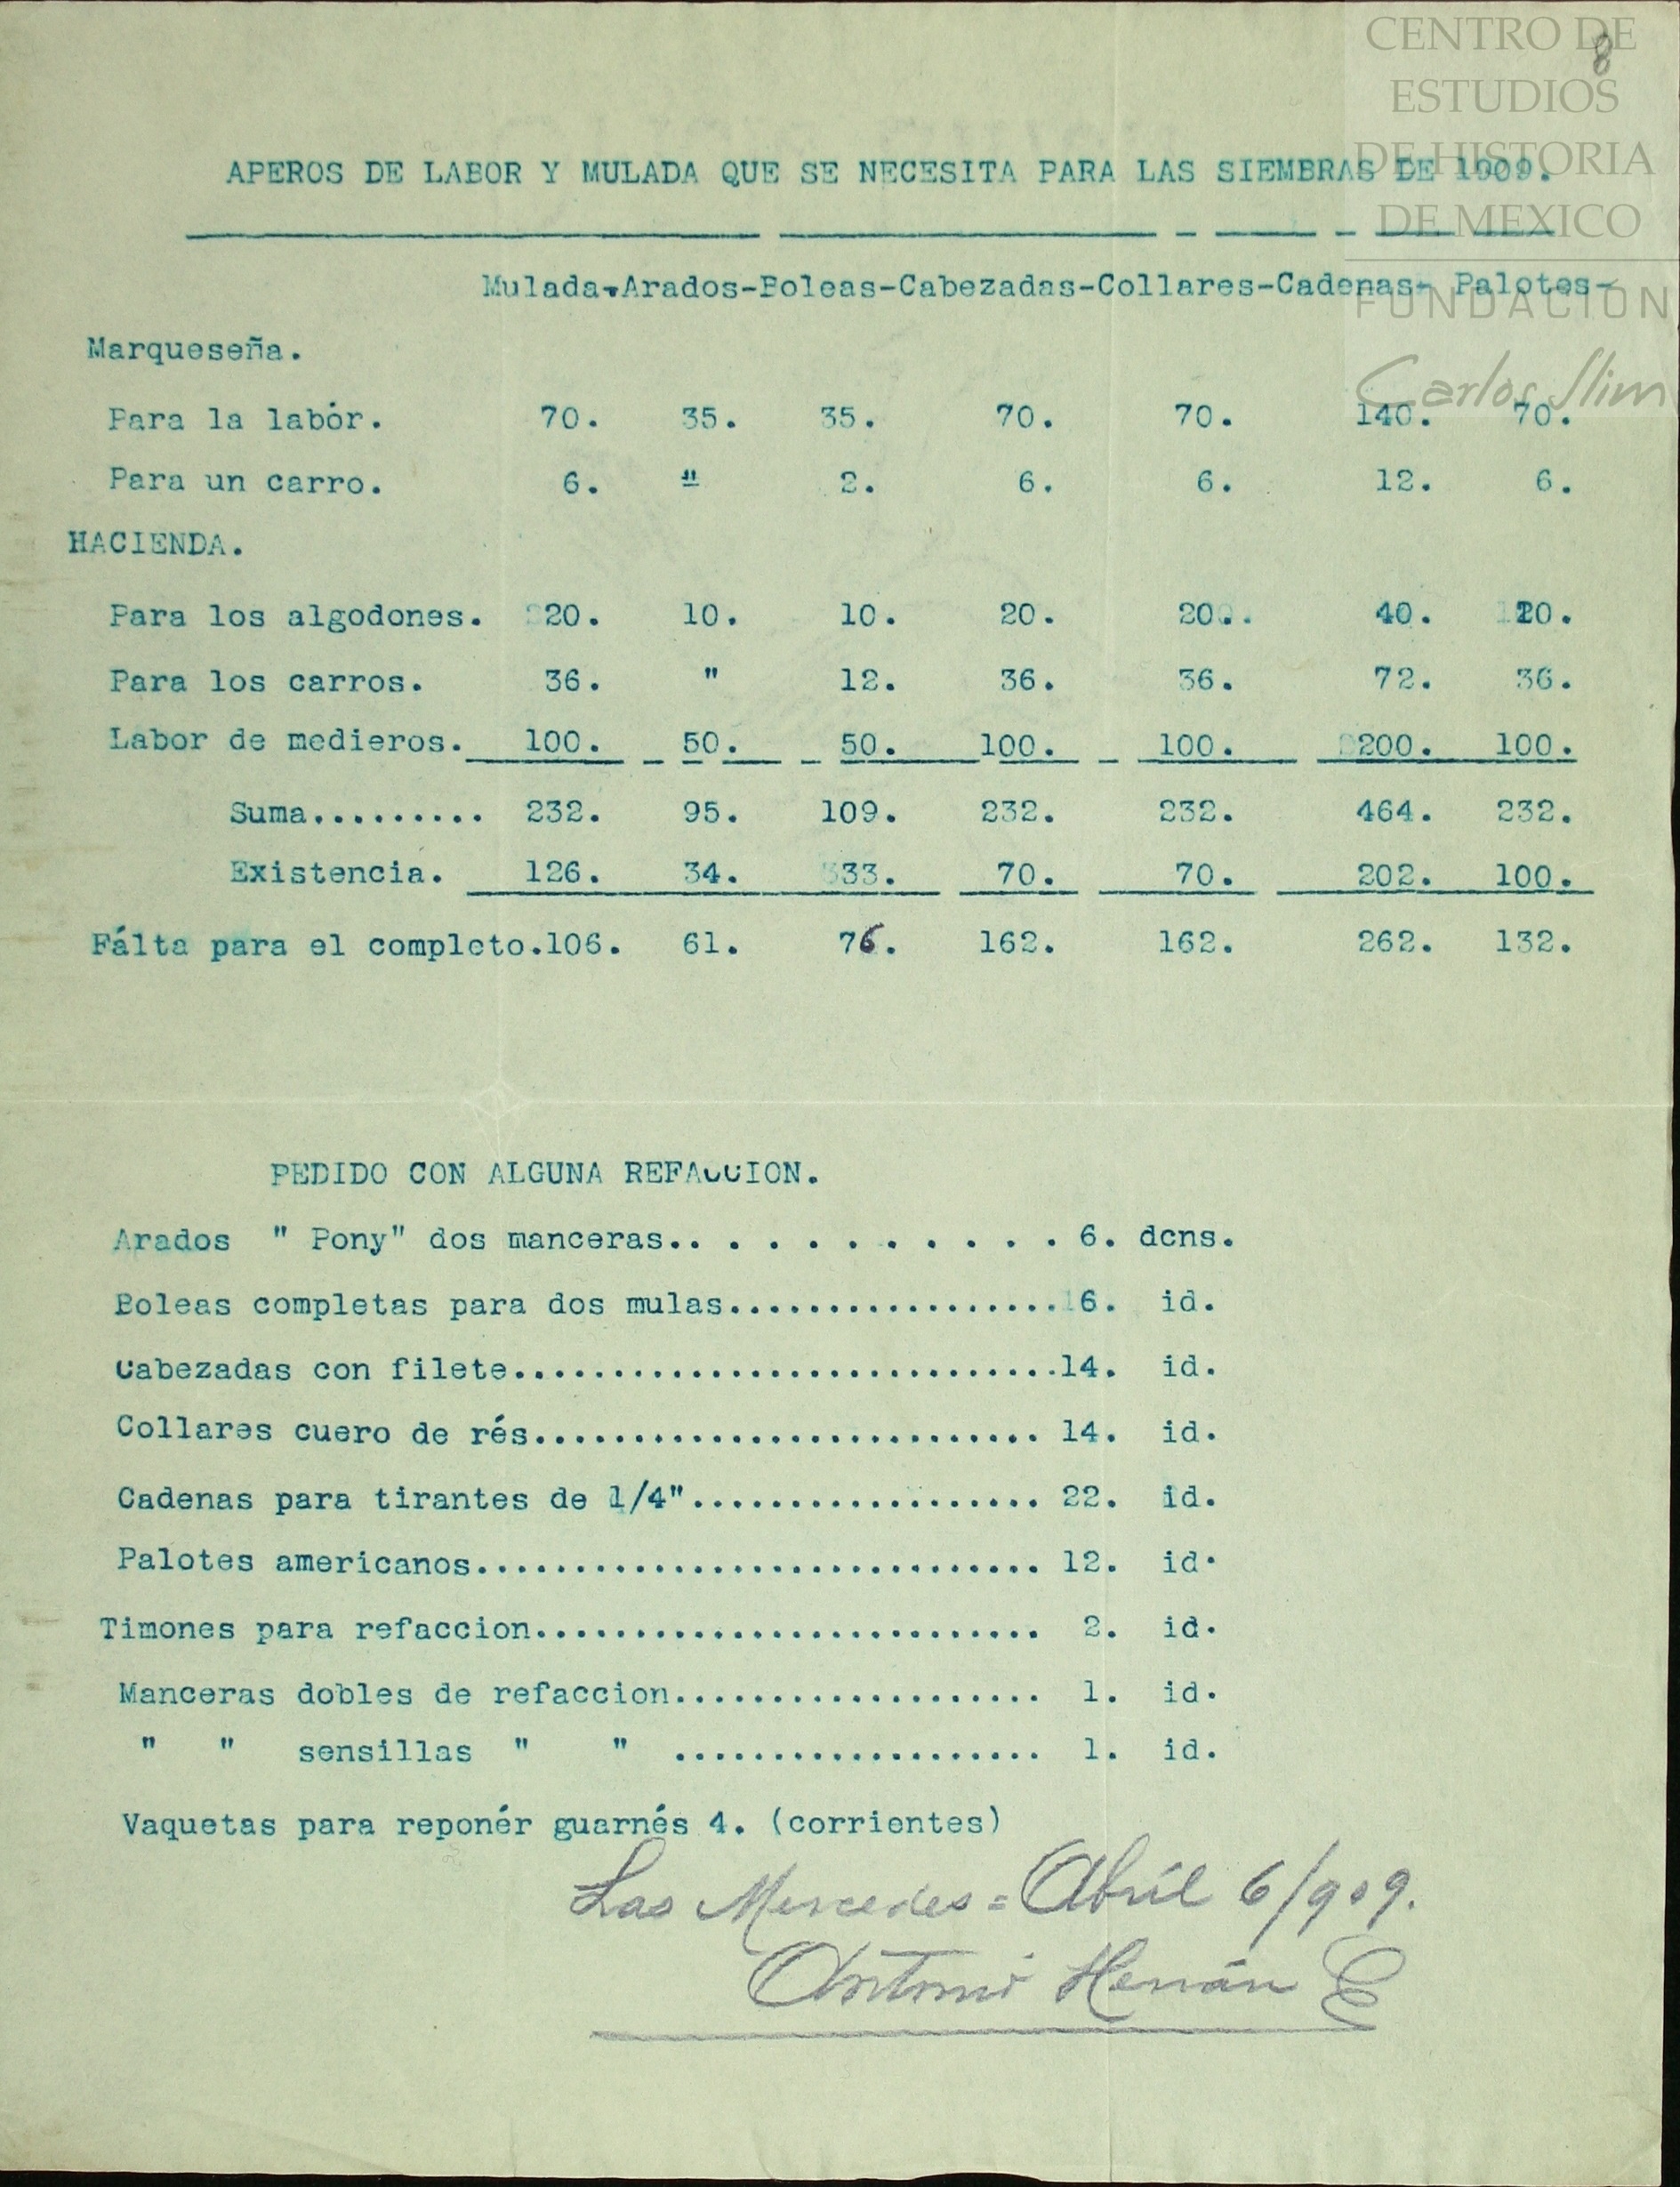 CENTRO DE
ESTUDIOS
DE HISTORIA
DE MEXICO
FUNDACIÓN
Carlos Slim
8
APEROS DE LABOR Y MULADA QUE SE NECESITA PARA LAS SIEMBRAS DE 1909.
Mulada-Arados-Boleas-Cabezadas-Collares-Cadenas- Palotes-
Marqueseña.
Para la labór. 70. 35. 35. 70. 70. 140. 70.
Para un carro. 6. " 2. 6. 6. 12. 6.
HACIENDA.
Para los algodones. 20. 10. 10. 20. 20. 40. 20.
Para los carros. 36. " 12. 36. 36. 72. 36.
Labor de medieros. 100. 50. 50. 100. 100. 200. 100.
Suma......... 232. 95. 109. 232. 232. 464. 232.
Existencia. 126. 34. 33. 70. 70. 202. 100.
Fálta para el completo.106. 61. 76. 162. 162. 262. 132.
PEDIDO CON ALGUNA REFACCION.
Arados " Pony" dos manceras.. . . . . . . . . . 6. dcns.
Boleas completas para dos mulas.................6. id.
Cabezadas con filete............................14. id.
Collares cuero de rés.......................... 14. id.
Cadenas para tirantes de 1/4".................. 22. id.
Palotes americanos............................. 12. id.
Timones para refaccion.......................... 2. id.
Manceras dobles de refaccion................... 1. id.
" " sensillas " " ................... 1. id.
Vaquetas para reponér guarnés 4. (corrientes)
Las Mercedes = Abril 6/909.
Antonio Hernán E